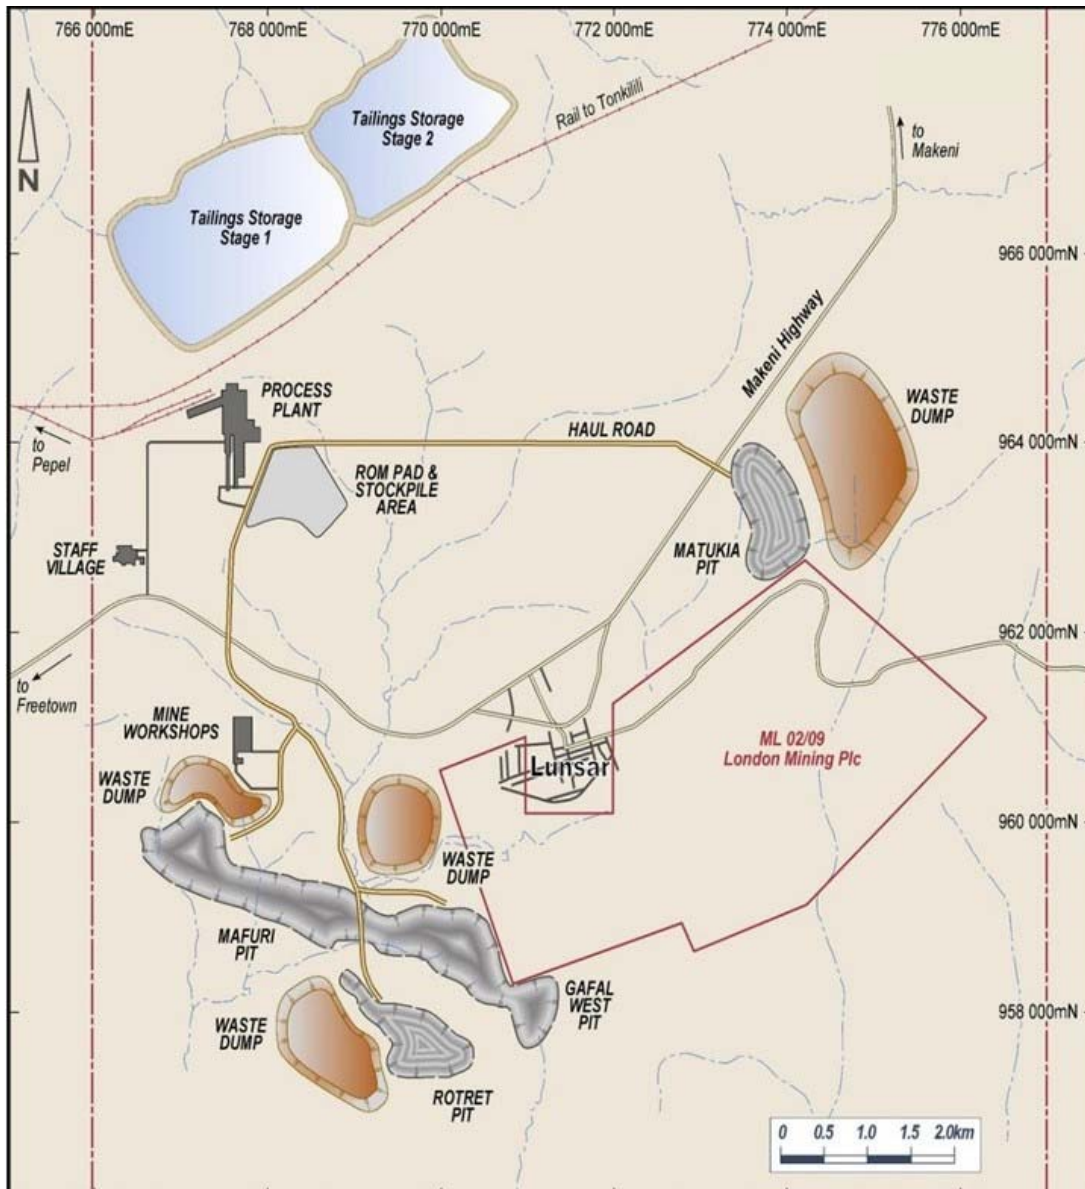 766 000mE
768 000mE
770 000mE
772 000mE
774 000mE
776 000mE
N
Tailings Storage
Stage 2
Rail to Tonkilili
to
Makeni
Tailings Storage
Stage 1
966 000mN
Makeni Highway
PROCESS
PLANT
WASTE
DUMP
to
Pepel
HAUL ROAD
964 000mN
ROM PAD &
STOCKPILE
AREA
STAFF
VILLAGE
MATUKIA
PIT
962 000mN
to
Freetown
MINE
WORKSHOPS
ML 02/09
London Mining Plc
Lunsar
WASTE
DUMP
960 000mN
WASTE
DUMP
MAFURI
PIT
GAFAL
WEST
PIT
958 000mN
WASTE
DUMP
ROTRET
PIT
0 0.5 1.0 1.5 2.0km